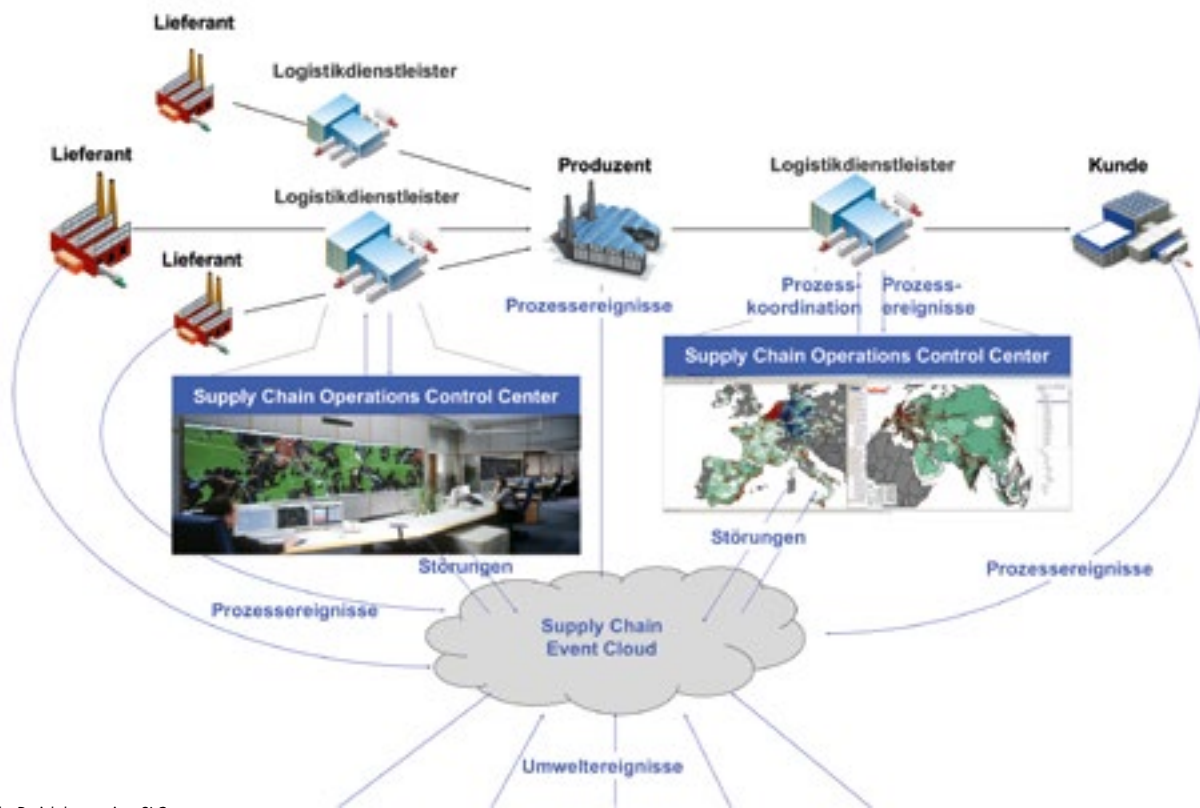 Lieferant
Logistikdienstleister
Lieferant
Logistikdienstleister
Lieferant
Produzent
Logistikdienstleister
Kunde
Prozessereignisse
Prozess-
koordination
Prozess-
ereignisse
Supply Chain Operations Control Center
Supply Chain Operations Control Center
Störungen
Störungen
Prozessereignisse
Prozessereignisse
Supply Chain
Event Cloud
Umweltereignisse